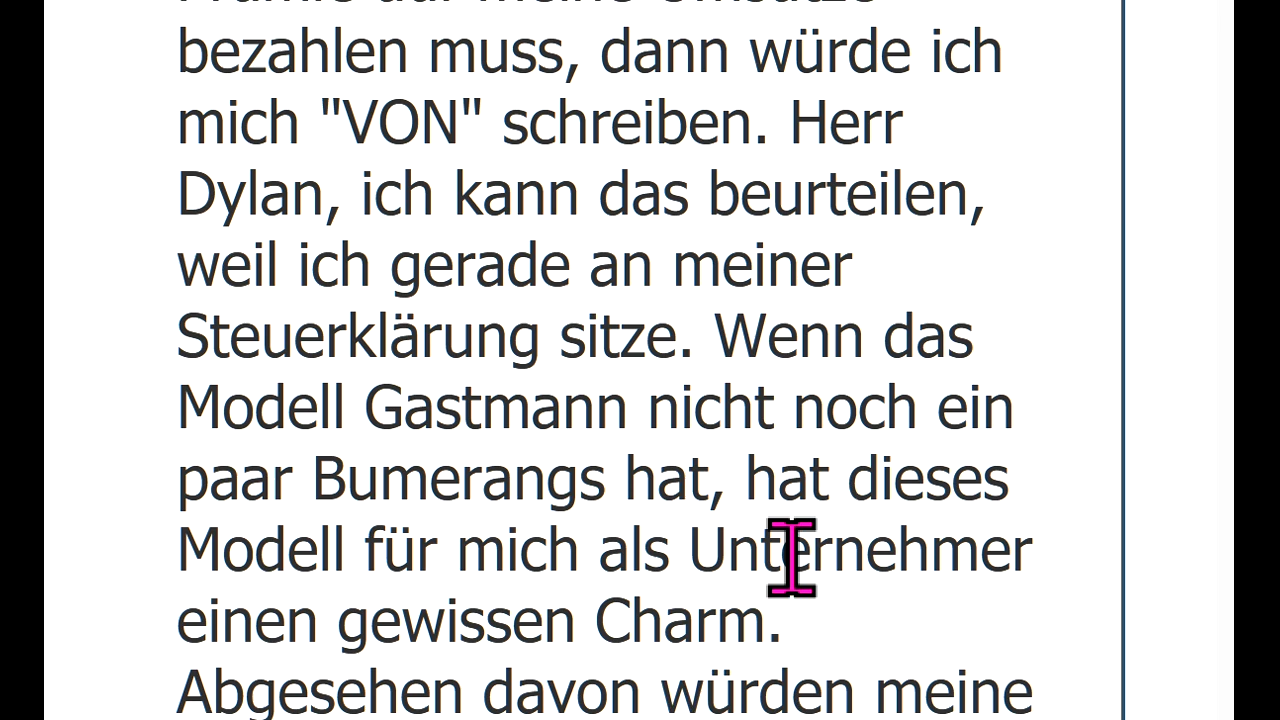 bezahlen muss, dann würde ich
mich "VON" schreiben. Herr
Dylan, ich kann das beurteilen,
weil ich gerade an meiner
Steuerklärung sitze. Wenn das
Modell Gastmann nicht noch ein
paar Bumerangs hat, hat dieses
Modell für mich als Unternehmer
einen gewissen Charm.
Abgesehen davon würden meine